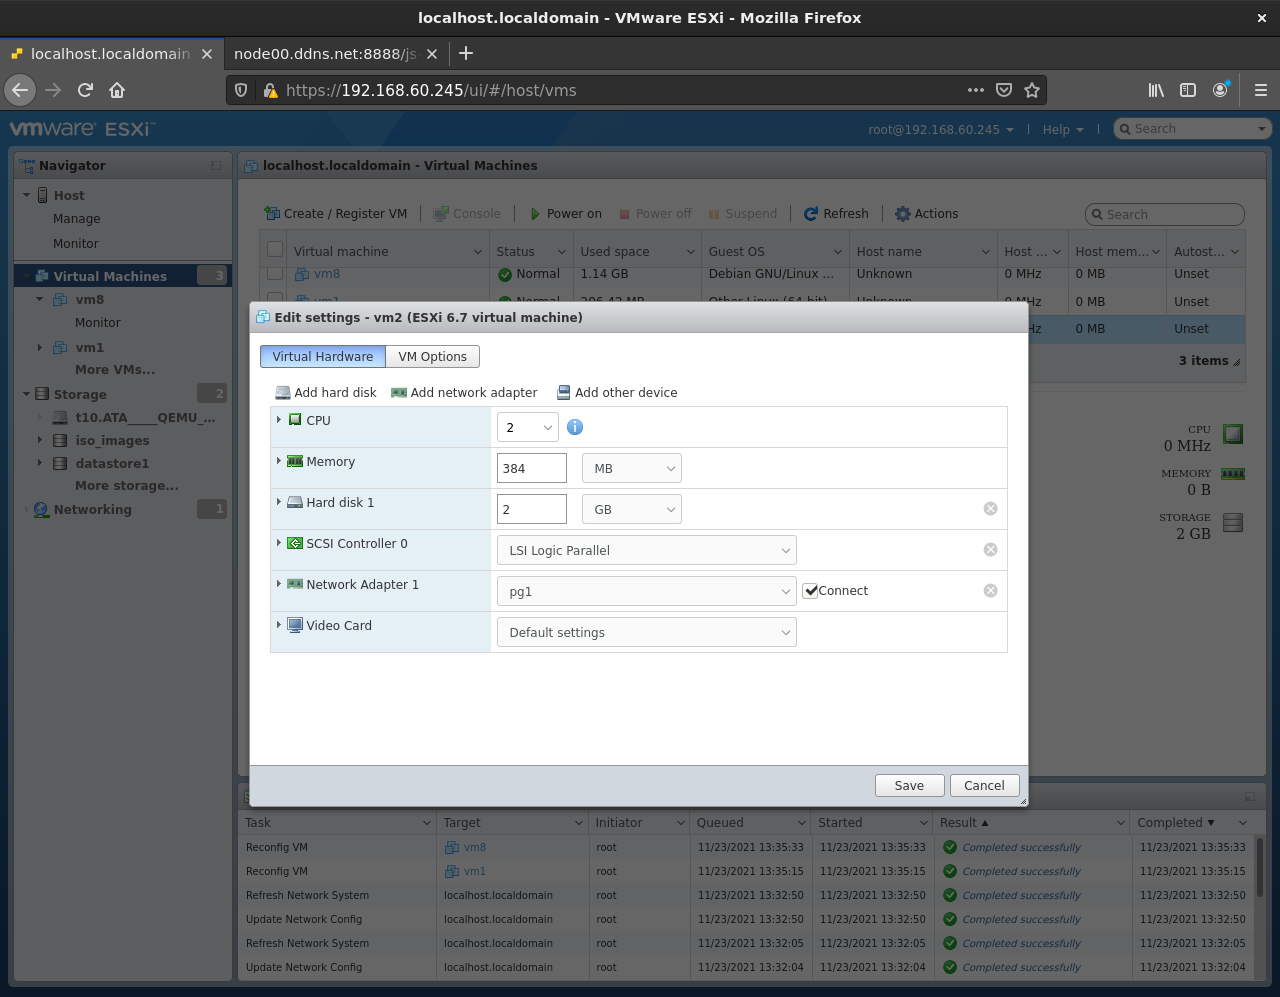 localhost.localdomain - VMware ESXi - Mozilla Firefox
localhost.localdomain
node00.ddns.net:8888/js
https://192.168.60.245/ui/#/host/vms
vmware ESXi™
root@192.168.60.245
Help
Search
Navigator
localhost.localdomain - Virtual Machines
Host
Manage
Monitor
Virtual Machines 3
vm8
Monitor
vm1
More VMs...
Storage 2
t10.ATA_____QEMU_...
iso_images
datastore1
More storage...
Networking 1
Create / Register VM
Console
Power on
Power off
Suspend
Refresh
Actions
Search
Virtual machine Status Used space Guest OS Host name Host ... Host mem... Autost...
vm8 Normal 1.14 GB Debian GNU/Linux ... Unknown 0 MHz 0 MB Unset
vm1 Normal 206.42 MB Other Linux (64-bit) Unknown MHz 0 MB Unset
Hz 0 MB Unset
3 items
CPU
0 MHz
MEMORY
0 B
STORAGE
2 GB
Edit settings - vm2 (ESXi 6.7 virtual machine)
Virtual Hardware VM Options
Add hard disk Add network adapter Add other device
CPU 2
Memory 384 MB
Hard disk 1 2 GB
SCSI Controller 0 LSI Logic Parallel
Network Adapter 1 pg1 Connect
Video Card Default settings
Save Cancel
Task Target Initiator Queued Started Result Completed
Reconfig VM vm8 root 11/23/2021 13:35:33 11/23/2021 13:35:33 Completed successfully 11/23/2021 13:35:33
Reconfig VM vm1 root 11/23/2021 13:35:15 11/23/2021 13:35:15 Completed successfully 11/23/2021 13:35:15
Refresh Network System localhost.localdomain root 11/23/2021 13:32:50 11/23/2021 13:32:50 Completed successfully 11/23/2021 13:32:50
Update Network Config localhost.localdomain root 11/23/2021 13:32:50 11/23/2021 13:32:50 Completed successfully 11/23/2021 13:32:50
Refresh Network System localhost.localdomain root 11/23/2021 13:32:05 11/23/2021 13:32:05 Completed successfully 11/23/2021 13:32:05
Update Network Config localhost.localdomain root 11/23/2021 13:32:04 11/23/2021 13:32:04 Completed successfully 11/23/2021 13:32:04